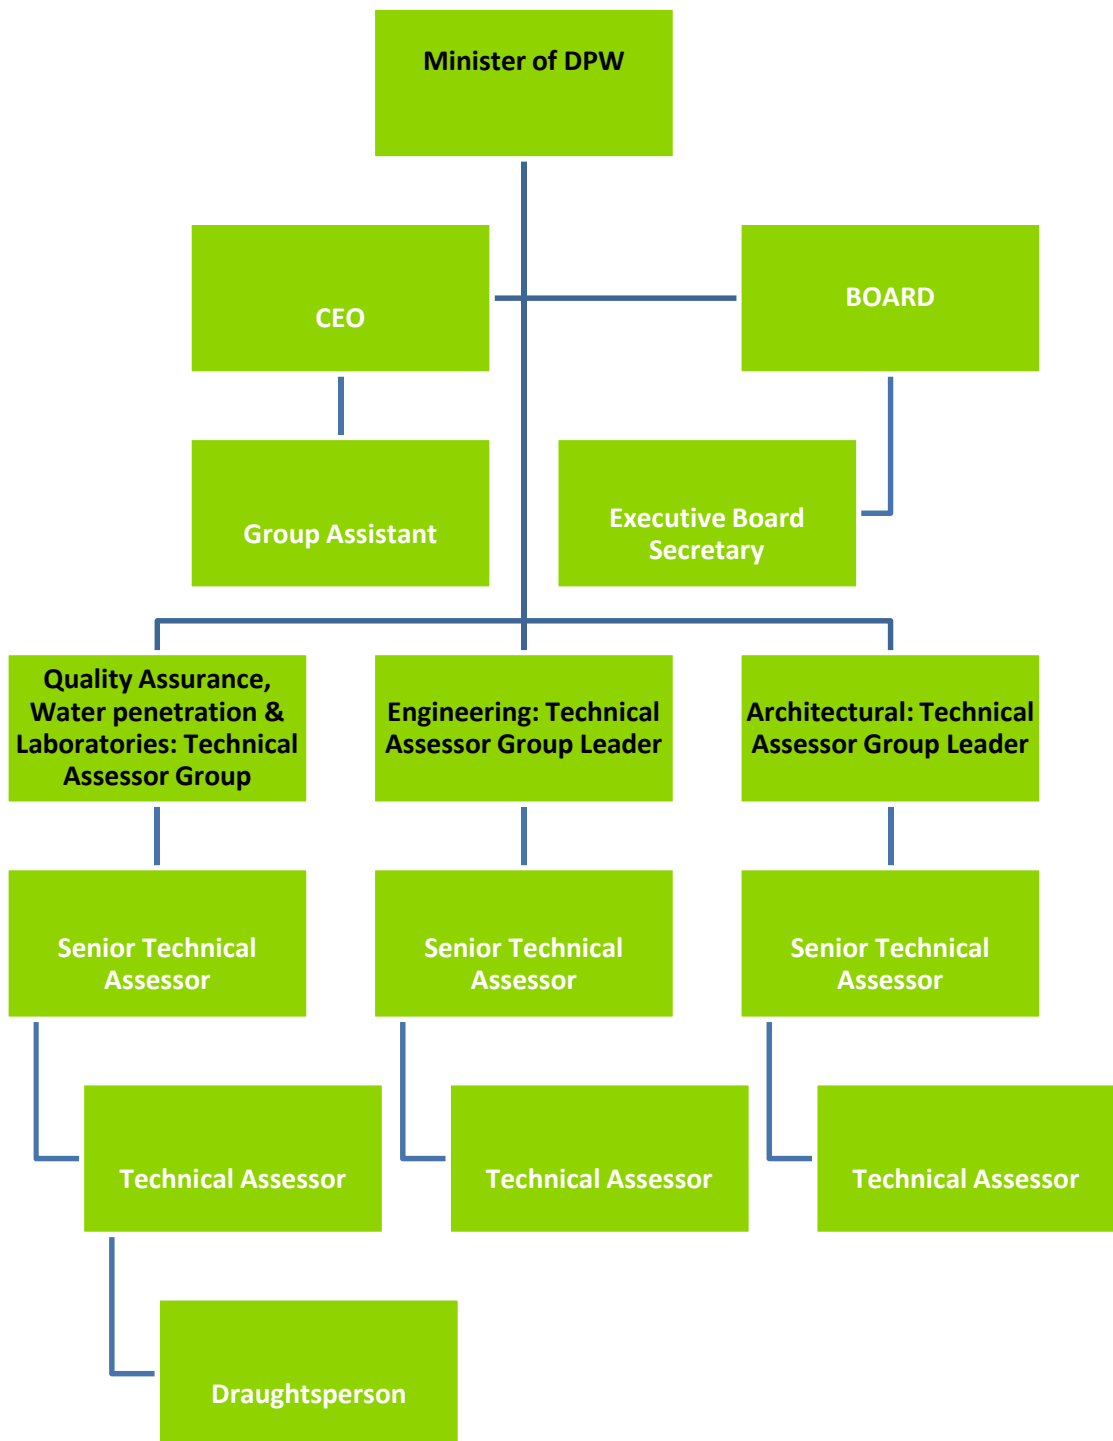 Minister of DPW
CEO
BOARD
Group Assistant
Executive Board
Secretary
Quality Assurance,
Water penetration &
Laboratories: Technical
Assessor Group
Engineering: Technical
Assessor Group Leader
Architectural: Technical
Assessor Group Leader
Senior Technical
Assessor
Senior Technical
Assessor
Senior Technical
Assessor
Technical Assessor
Technical Assessor
Technical Assessor
Draughtsperson